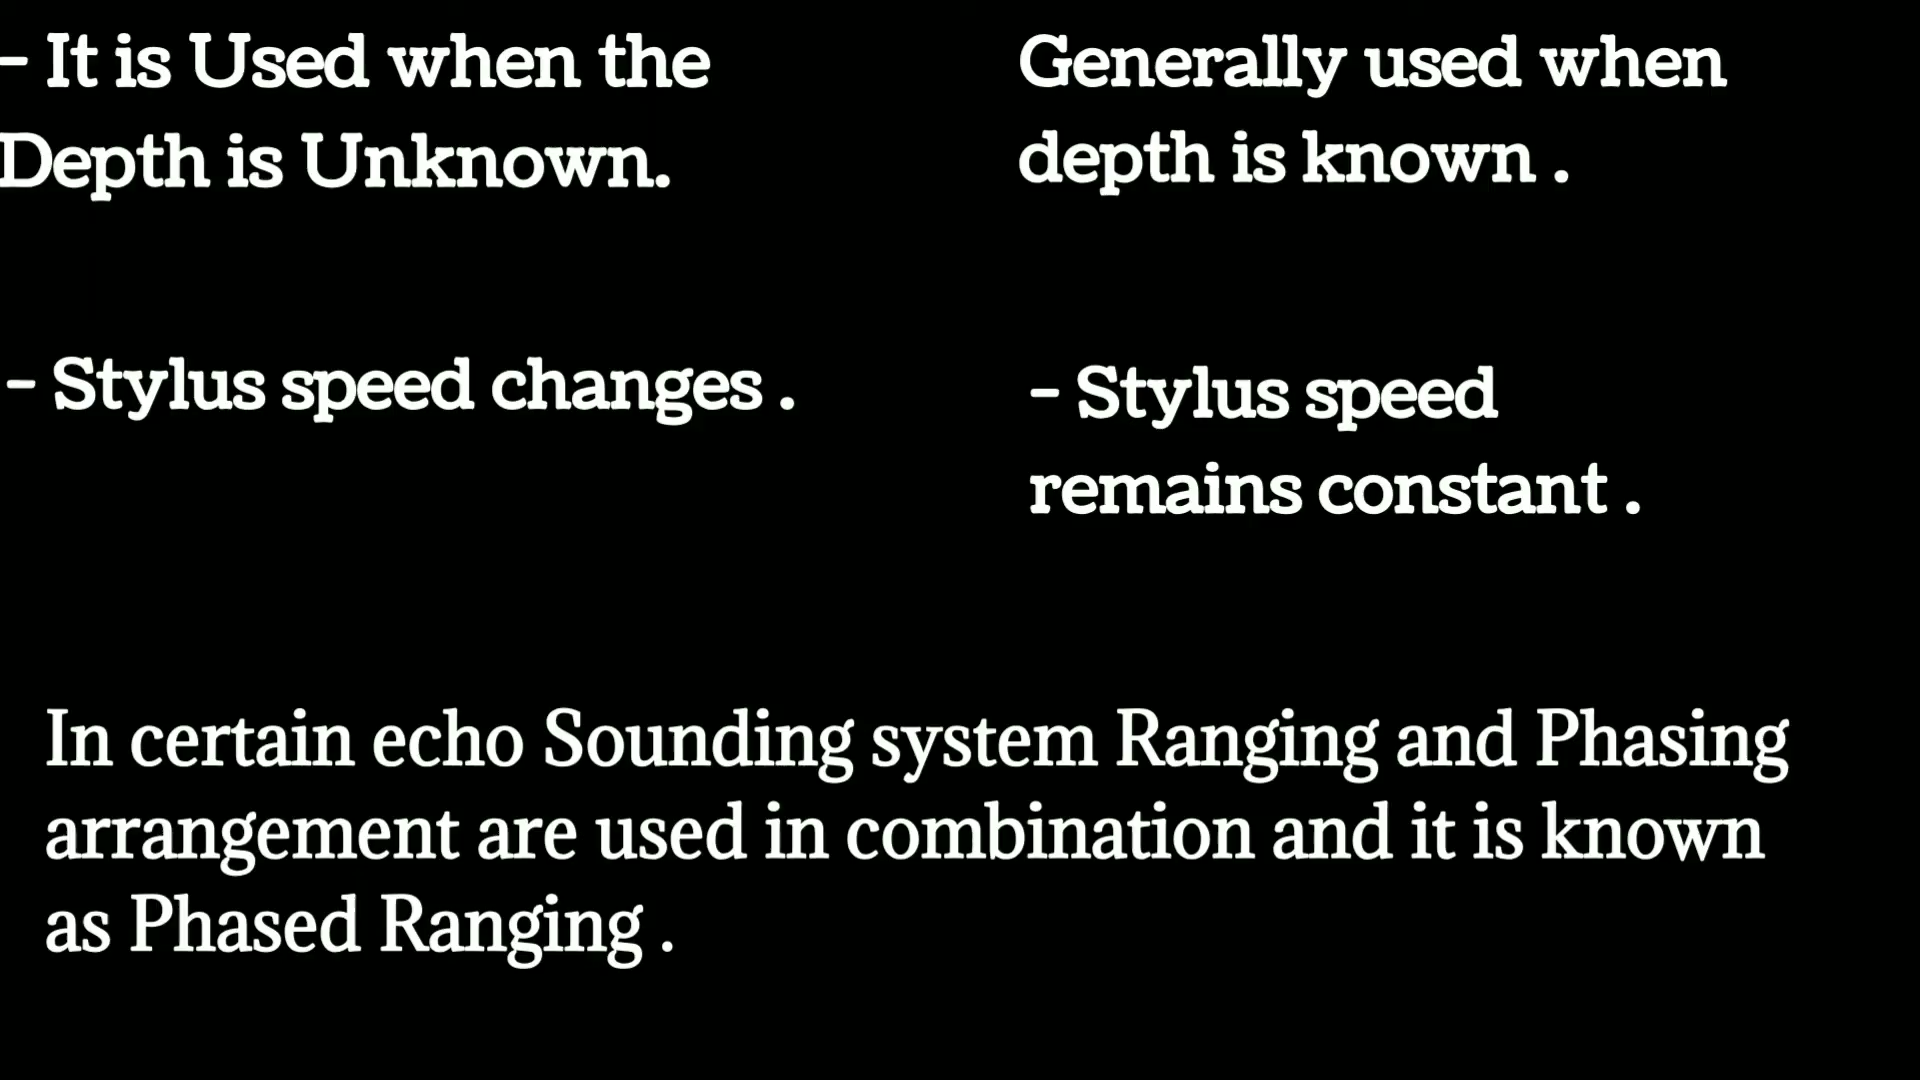 - It is Used when the
Depth is Unknown.
- Stylus speed changes .
Generally used when
depth is known .
- Stylus speed
remains constant .
In certain echo Sounding system Ranging and Phasing
arrangement are used in combination and it is known
as Phased Ranging .